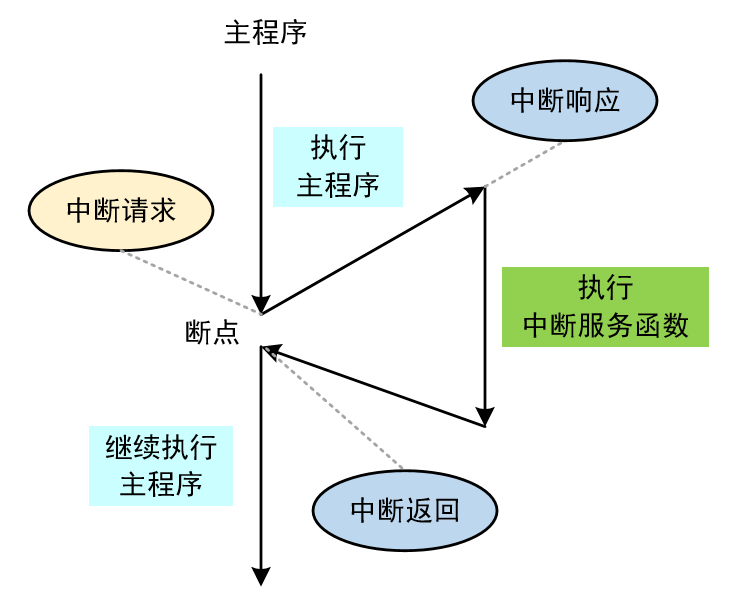 主程序
中断响应
执行
主程序
中断请求
执行
中断服务函数
断点
继续执行
主程序
中断返回